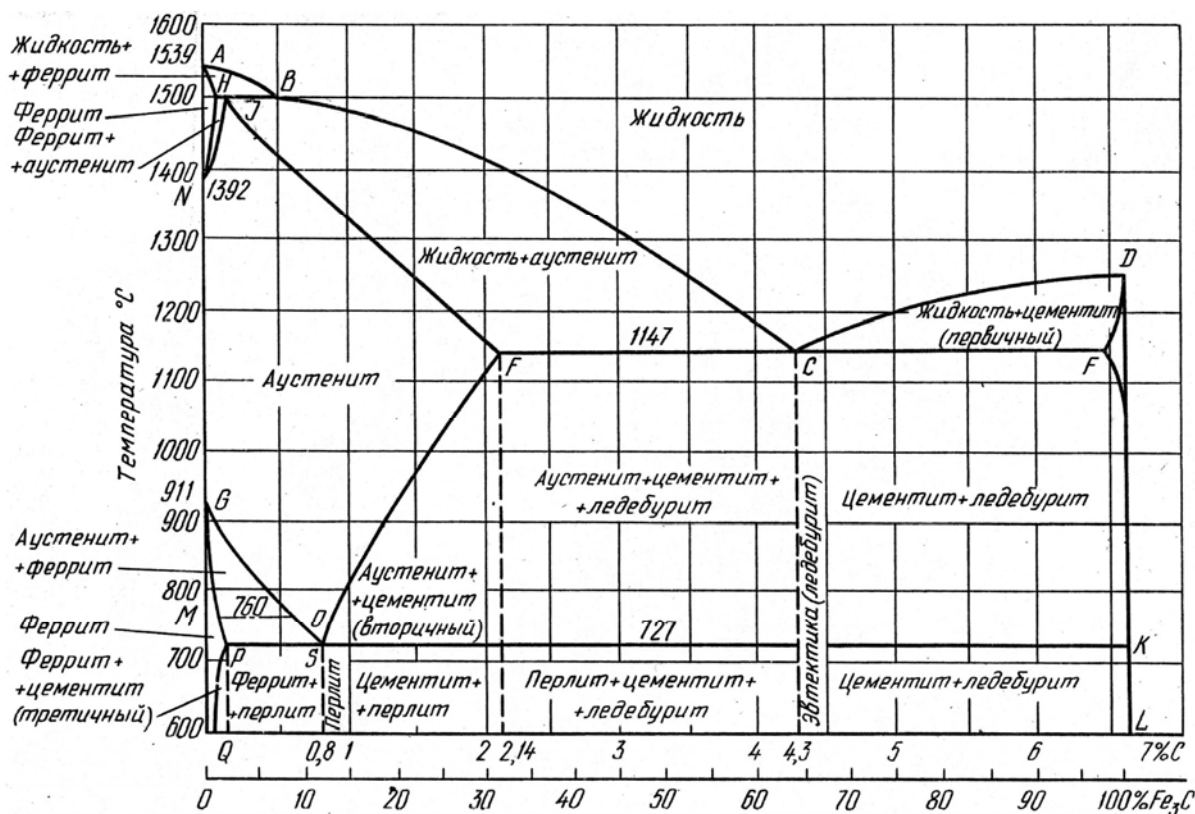 1600
1539
1500
1400
1392
1300
1200
1100
1000
911
900
800
700
600
Температура °С
Жидкость+
+феррит
Феррит
Феррит+
+аустенит
N
A
H
J
B
Жидкость
Жидкость+аустенит
D
Жидкость+цементит
(первичный)
1147
F
C
F
Аустенит
Аустенит+цементит+
+ледебурит
Цементит+ледебурит
Эвтектика (ледебурит)
G
Аустенит+
+феррит
M
760
O
Аустенит+
+цементит
(вторичный)
727
K
Феррит
P
S
Феррит+
+цементит
(третичный)
Феррит+
+перлит
Перлит
Цементит+
+перлит
Перлит+цементит+
+ледебурит
Цементит+ледебурит
L
Q
0,8
1
2
2,14
3
4
4,3
5
6
7%С
0
10
20
30
40
50
60
70
80
90
100%Fe₃C